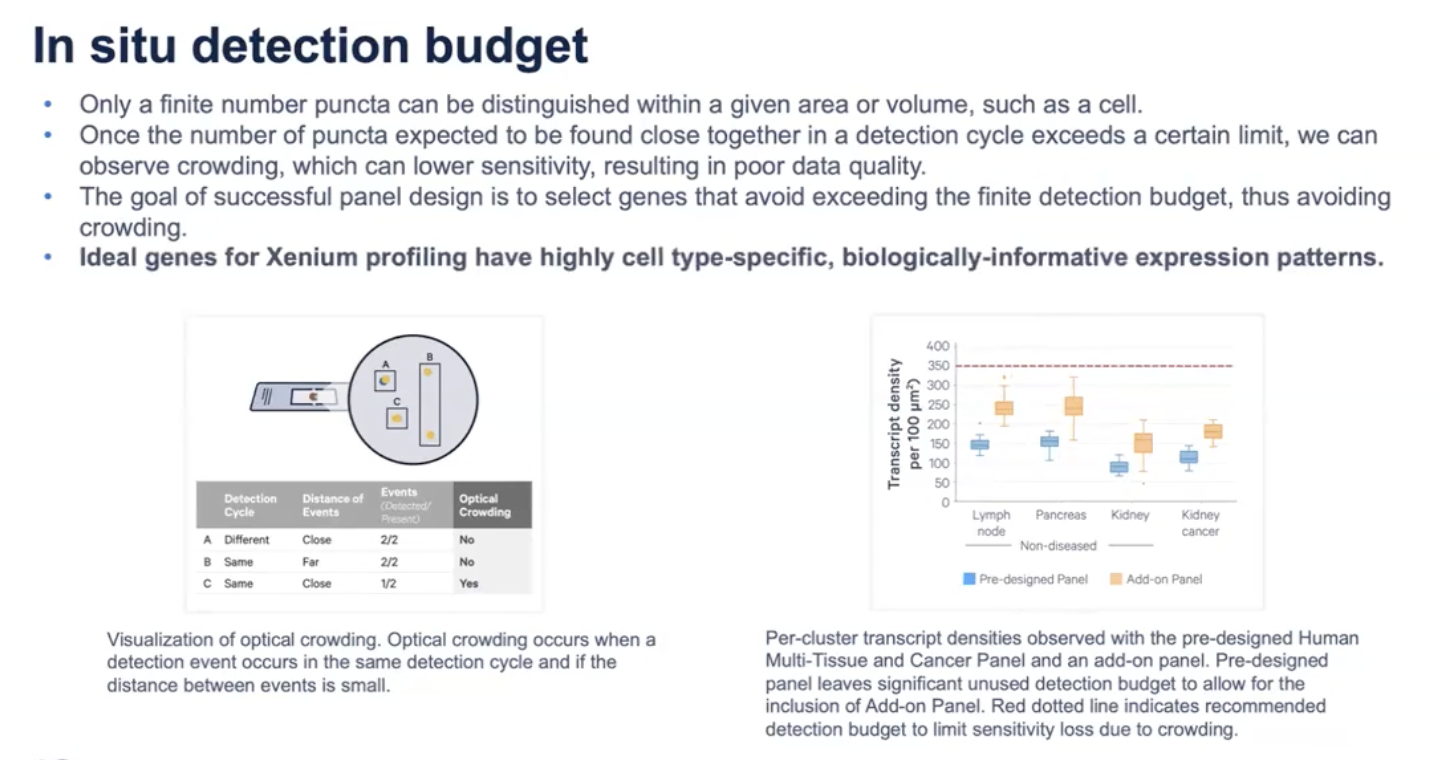 In situ detection budget
• Only a finite number puncta can be distinguished within a given area or volume, such as a cell.
• Once the number of puncta expected to be found close together in a detection cycle exceeds a certain limit, we can
observe crowding, which can lower sensitivity, resulting in poor data quality.
• The goal of successful panel design is to select genes that avoid exceeding the finite detection budget, thus avoiding
crowding.
• Ideal genes for Xenium profiling have highly cell type-specific, biologically-informative expression patterns.
A
B
C
Detection Cycle Distance of Events Events (Detected/Present) Optical Crowding
A Different Close 2/2 No
B Same Far 2/2 No
C Same Close 1/2 Yes
Visualization of optical crowding. Optical crowding occurs when a
detection event occurs in the same detection cycle and if the
distance between events is small.
Transcript density
per 100 µm²)
400
350
300
250
200
150
100
50
0
Lymph node Pancreas Kidney Kidney cancer
Non-diseased
Pre-designed Panel Add-on Panel
Per-cluster transcript densities observed with the pre-designed Human
Multi-Tissue and Cancer Panel and an add-on panel. Pre-designed
panel leaves significant unused detection budget to allow for the
inclusion of Add-on Panel. Red dotted line indicates recommended
detection budget to limit sensitivity loss due to crowding.